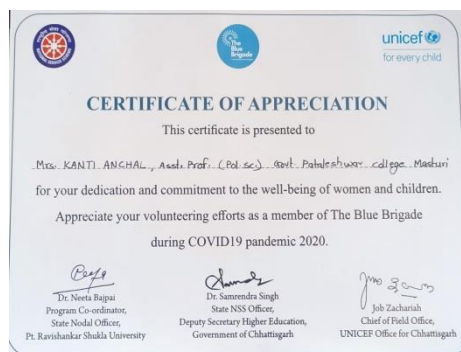 The
Blue
Brigade
unicef
for every child
CERTIFICATE OF APPRECIATION
This certificate is presented to
Mrs. KANTI ANCHAL, Asst. Prof. (Pol. sc.) Govt. Pataleshwar college Masturi
for your dedication and commitment to the well-being of women and children.
Appreciate your volunteering efforts as a member of The Blue Brigade
during COVID19 pandemic 2020.
Dr. Neeta Bajpai
Program Co-ordinator,
State Nodal Officer,
Pt. Ravishankar Shukla University
Dr. Samrendra Singh
State NSS Officer,
Deputy Secretary Higher Education,
Government of Chhattisgarh
Job Zachariah
Chief of Field Office,
UNICEF Office for Chhattisgarh